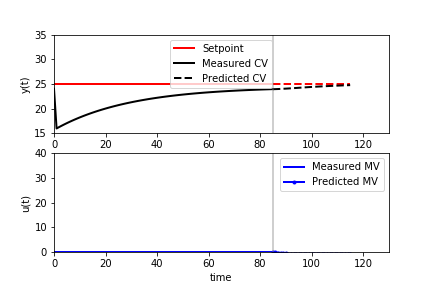 35
30
25
20
15
y(t)
Setpoint
Measured CV
Predicted CV
0 20 40 60 80 100 120
40
30
20
10
0
u(t)
Measured MV
Predicted MV
0 20 40 60 80 100 120
time